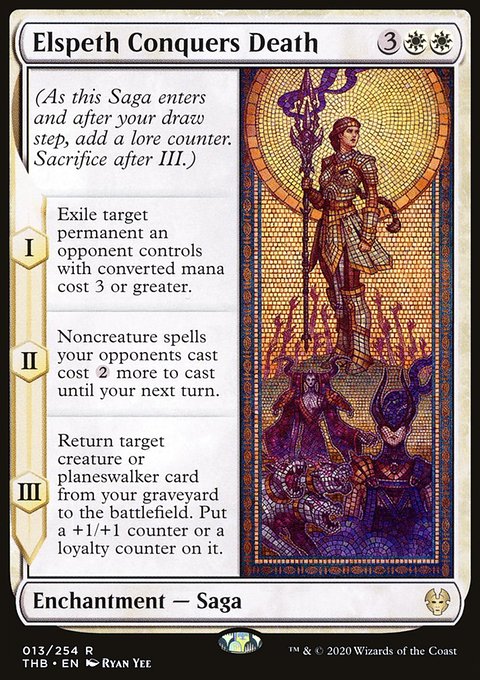 Elspeth Conquers Death 3
(As this Saga enters
and after your draw
step, add a lore counter.
Sacrifice after III.)
I
Exile target
permanent an
opponent controls
with converted mana
cost 3 or greater.
II
Noncreature spells
your opponents cast
cost 2 more to cast
until your next turn.
III
Return target
creature or
planeswalker card
from your graveyard
to the battlefield. Put
a +1/+1 counter or a
loyalty counter on it.
Enchantment — Saga
013/254 R
THB • EN Ryan Yee
™ & © 2020 Wizards of the Coast